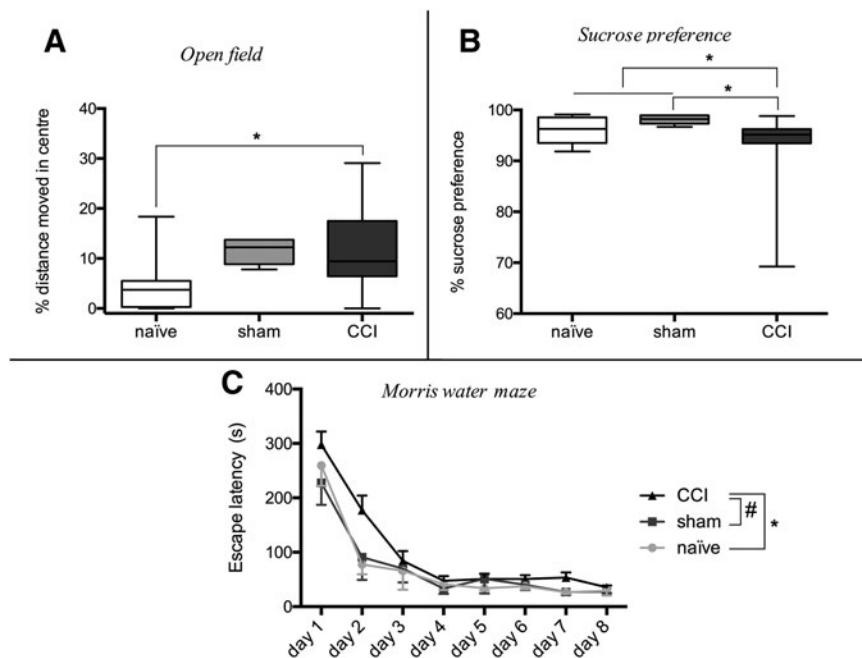 A
Open field
*
% distance moved in centre
40
30
20
10
0
naïve
sham
CCI
B
Sucrose preference
*
*
% sucrose preference
100
90
80
70
60
naïve
sham
CCI
C
Morris water maze
Escape latency (s)
400
300
200
100
0
day 1
day 2
day 3
day 4
day 5
day 6
day 7
day 8
CCI
sham
naïve
#
*